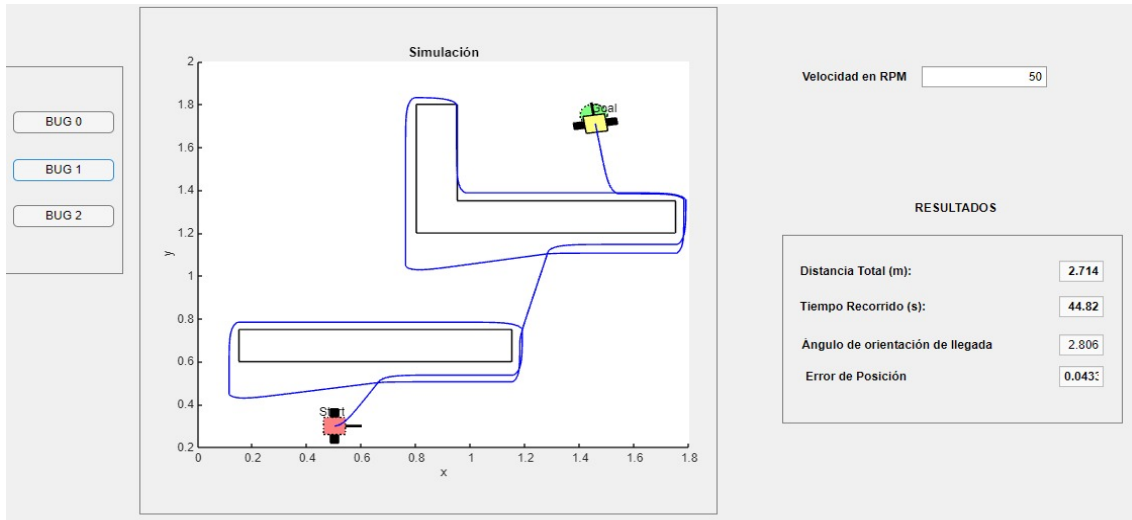 BUG 0
BUG 1
BUG 2
Simulación
2
1.8
1.6
1.4
1.2
1
0.8
0.6
0.4
0.2
y
0 0.2 0.4 0.6 0.8 1 1.2 1.4 1.6 1.8
x
Goal
Start
Velocidad en RPM 50
RESULTADOS
Distancia Total (m): 2.714
Tiempo Recorrido (s): 44.82
Ángulo de orientación de llegada 2.806
Error de Posición 0.043